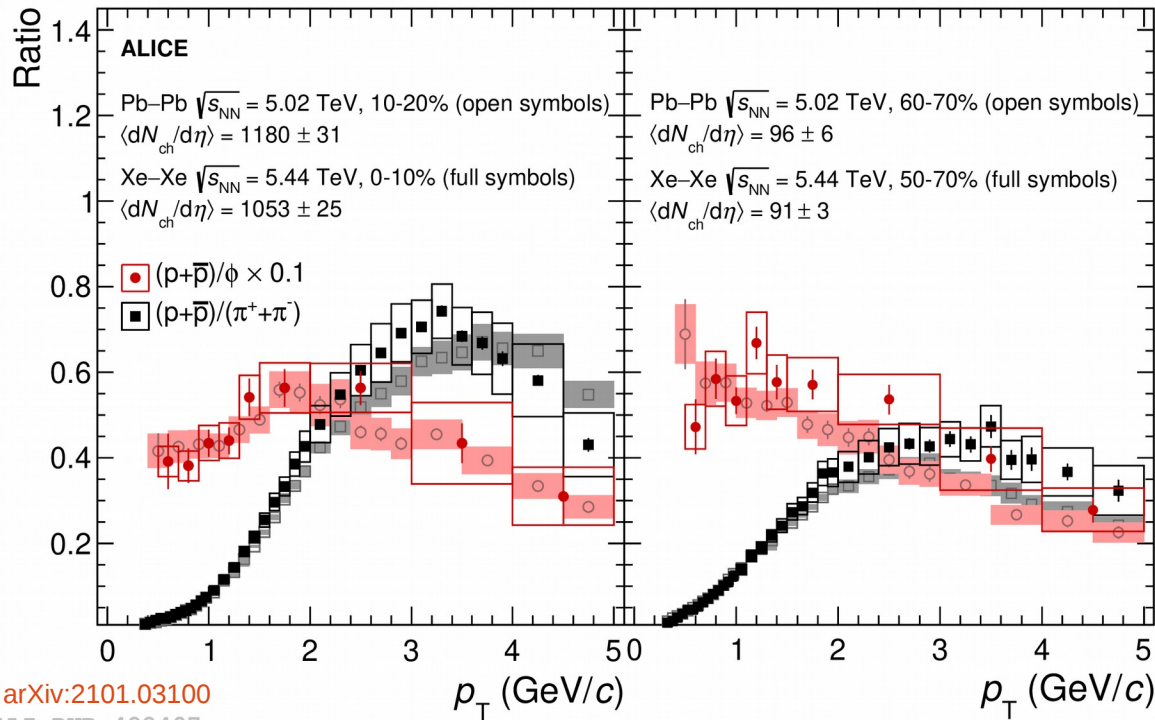 Ratio
1.4
1.2
1
0.8
0.6
0.4
0.2
ALICE
Pb–Pb √sNN = 5.02 TeV, 10-20% (open symbols)
⟨dNch/dη⟩ = 1180 ± 31
Xe–Xe √sNN = 5.44 TeV, 0-10% (full symbols)
⟨dNch/dη⟩ = 1053 ± 25
(p+p̅)/ϕ × 0.1
(p+p̅)/(π⁺+π⁻)
Pb–Pb √sNN = 5.02 TeV, 60-70% (open symbols)
⟨dNch/dη⟩ = 96 ± 6
Xe–Xe √sNN = 5.44 TeV, 50-70% (full symbols)
⟨dNch/dη⟩ = 91 ± 3
0 1 2 3 4 5 0 1 2 3 4 5
pT (GeV/c) pT (GeV/c)
arXiv:2101.03100